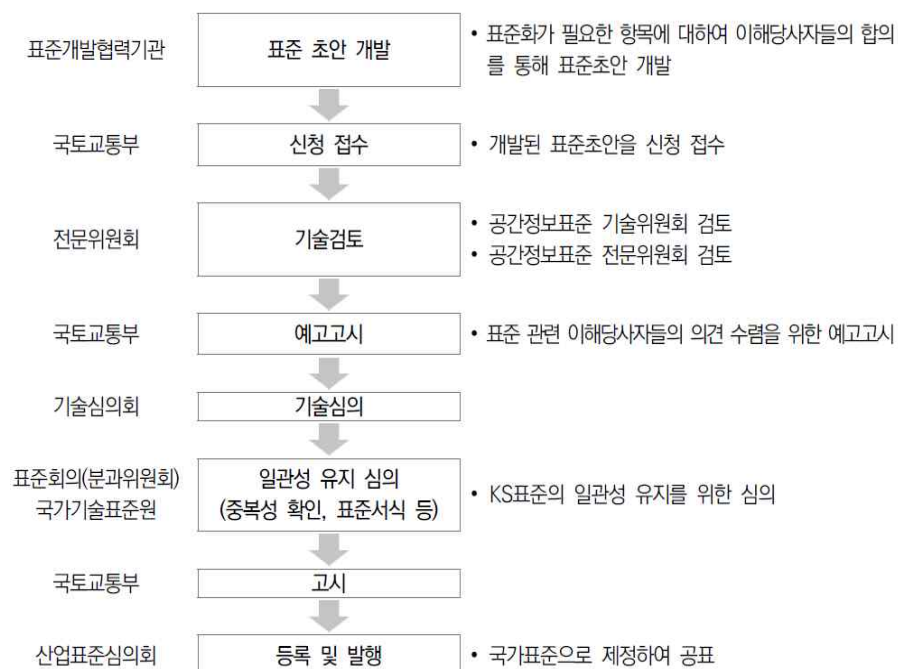 표준개발협력기관
표준 초안 개발
• 표준화가 필요한 항목에 대하여 이해당사자들의 합의
를 통해 표준초안 개발
국토교통부
신청 접수
• 개발된 표준초안을 신청 접수
전문위원회
기술검토
• 공간정보표준 기술위원회 검토
• 공간정보표준 전문위원회 검토
국토교통부
예고고시
• 표준 관련 이해당사자들의 의견 수렴을 위한 예고고시
기술심의회
기술심의
표준회의(분과위원회)
국가기술표준원
일관성 유지 심의
(중복성 확인, 표준서식 등)
• KS표준의 일관성 유지를 위한 심의
국토교통부
고시
산업표준심의회
등록 및 발행
• 국가표준으로 제정하여 공표